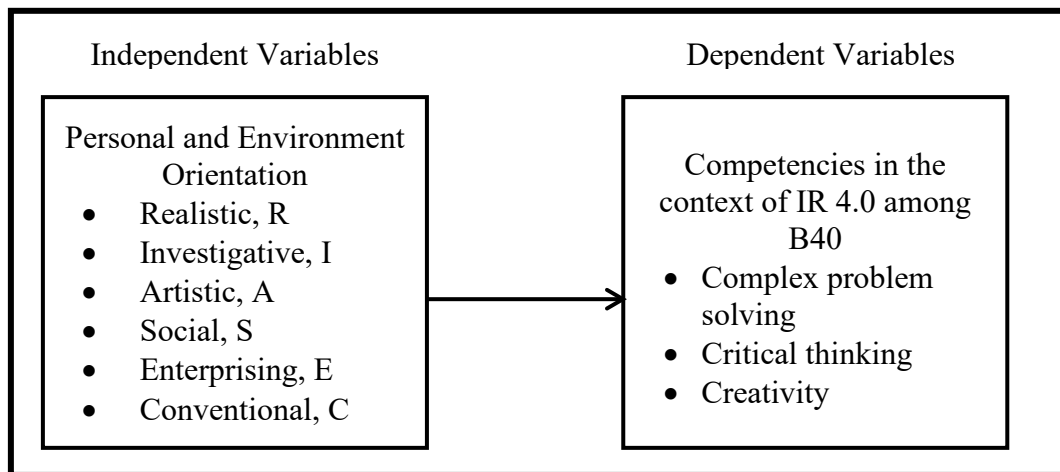 Independent Variables
Dependent Variables
Personal and Environment
Orientation
• Realistic, R
• Investigative, I
• Artistic, A
• Social, S
• Enterprising, E
• Conventional, C
Competencies in the
context of IR 4.0 among
B40
• Complex problem
solving
• Critical thinking
• Creativity